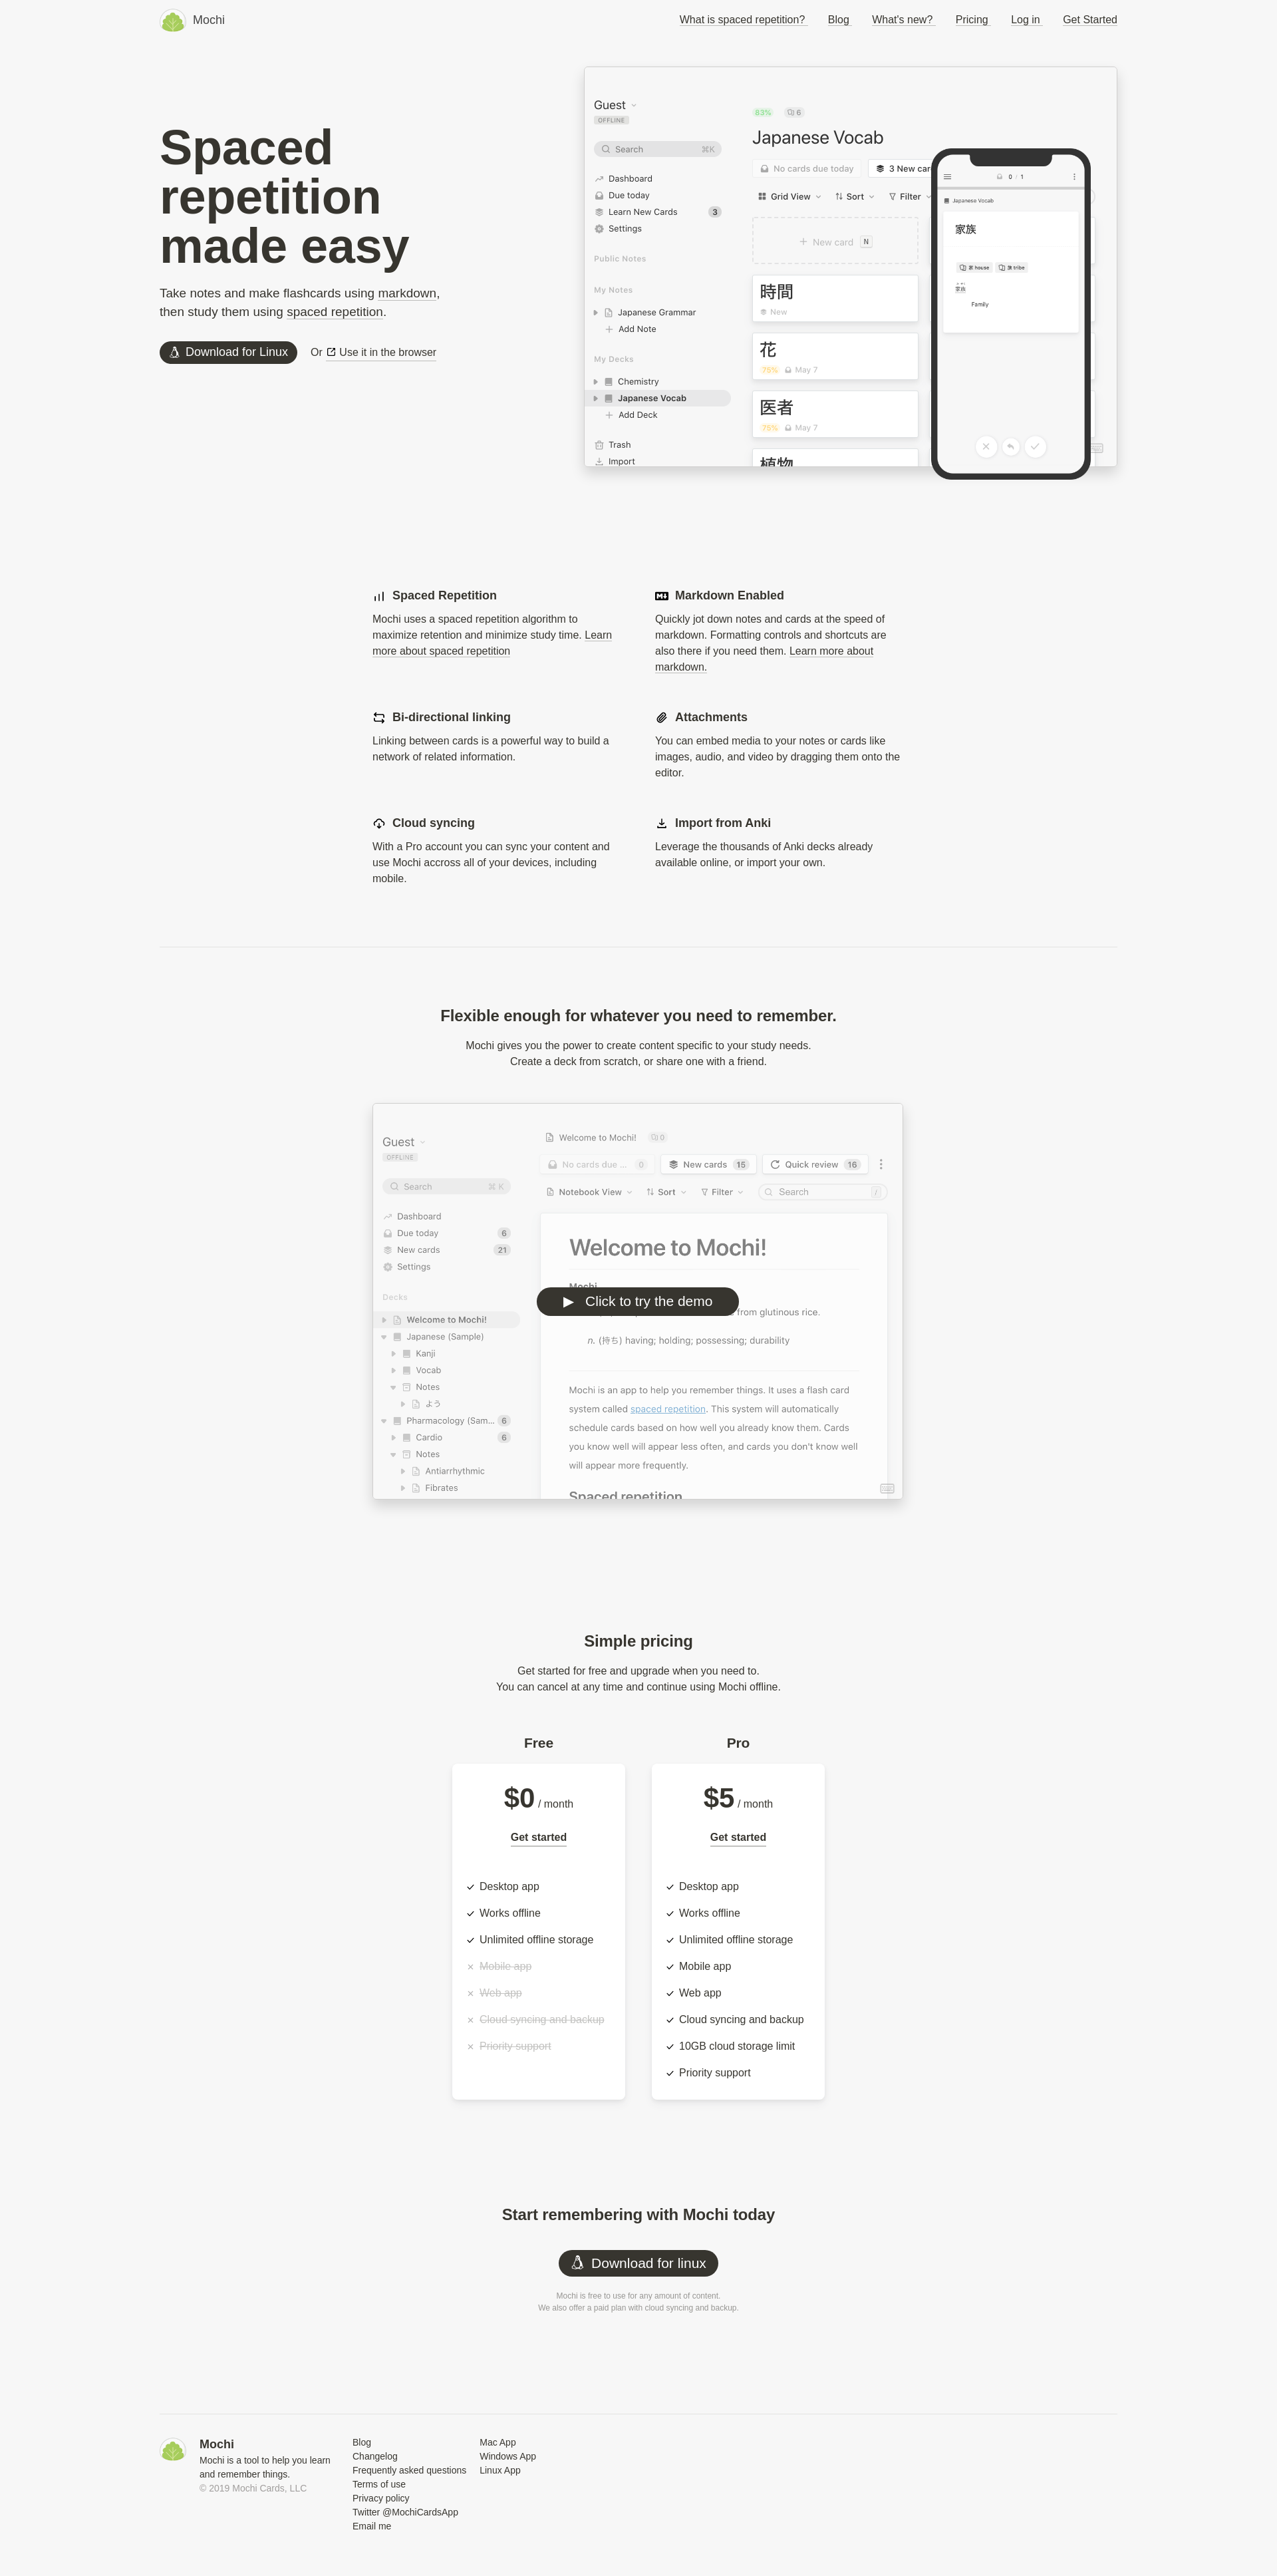 Mochi
What is spaced repetition?
Blog
What's new?
Pricing
Log in
Get Started
Spaced
repetition
made easy
Take notes and make flashcards using markdown,
then study them using spaced repetition.
Download for Linux
Or Use it in the browser
Guest
OFFLINE
Search ⌘K
Dashboard
Due today
Learn New Cards 3
Settings
Public Notes
My Notes
Japanese Grammar
Add Note
My Decks
Chemistry
Japanese Vocab
Add Deck
Trash
Import
83% 6
Japanese Vocab
No cards due today
3 New car
Grid View Sort Filter
New card N
時間
New
花
75% May 7
医者
75% May 7
植物
0 / 1
Japanese Vocab
家族
家 house 族 tribe
家族
Family
Spaced Repetition
Mochi uses a spaced repetition algorithm to
maximize retention and minimize study time. Learn
more about spaced repetition
Markdown Enabled
Quickly jot down notes and cards at the speed of
markdown. Formatting controls and shortcuts are
also there if you need them. Learn more about
markdown.
Bi-directional linking
Linking between cards is a powerful way to build a
network of related information.
Attachments
You can embed media to your notes or cards like
images, audio, and video by dragging them onto the
editor.
Cloud syncing
With a Pro account you can sync your content and
use Mochi accross all of your devices, including
mobile.
Import from Anki
Leverage the thousands of Anki decks already
available online, or import your own.
Flexible enough for whatever you need to remember.
Mochi gives you the power to create content specific to your study needs.
Create a deck from scratch, or share one with a friend.
Guest
OFFLINE
Search ⌘ K
Dashboard
Due today 6
New cards 21
Settings
Decks
Welcome to Mochi!
Japanese (Sample)
Kanji
Vocab
Notes
よう
Pharmacology (Sam... 6
Cardio 6
Notes
Antiarrhythmic
Fibrates
Welcome to Mochi! 0
No cards due ... 0
New cards 15
Quick review 16
Notebook View Sort Filter
Search /
Welcome to Mochi!
Mochi
Click to try the demo
from glutinous rice.
n. (持ち) having; holding; possessing; durability
Mochi is an app to help you remember things. It uses a flash card
system called spaced repetition. This system will automatically
schedule cards based on how well you already know them. Cards
you know well will appear less often, and cards you don't know well
will appear more frequently.
Spaced repetition
Simple pricing
Get started for free and upgrade when you need to.
You can cancel at any time and continue using Mochi offline.
Free
$0 / month
Get started
Desktop app
Works offline
Unlimited offline storage
Mobile app
Web app
Cloud syncing and backup
Priority support
Pro
$5 / month
Get started
Desktop app
Works offline
Unlimited offline storage
Mobile app
Web app
Cloud syncing and backup
10GB cloud storage limit
Priority support
Start remembering with Mochi today
Download for linux
Mochi is free to use for any amount of content.
We also offer a paid plan with cloud syncing and backup.
Mochi
Mochi is a tool to help you learn
and remember things.
© 2019 Mochi Cards, LLC
Blog
Changelog
Frequently asked questions
Terms of use
Privacy policy
Twitter @MochiCardsApp
Email me
Mac App
Windows App
Linux App